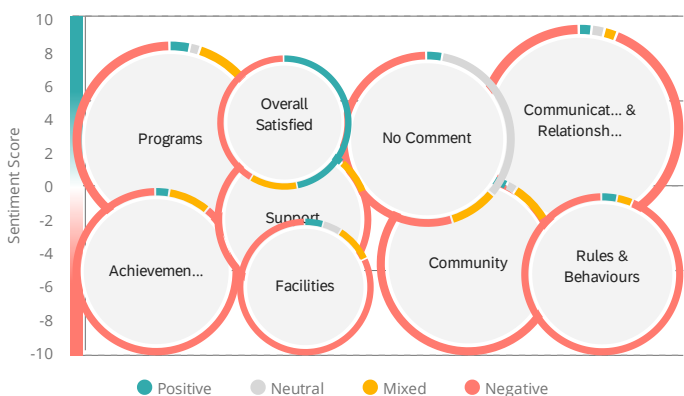 10
8
6
4
2
0
-2
-4
-6
-8
-10
Sentiment Score
Programs
Overall
Satisfied
No Comment
Communicat... &
Relationsh...
Support
Achievemen...
Facilities
Community
Rules &
Behaviours
Positive
Neutral
Mixed
Negative